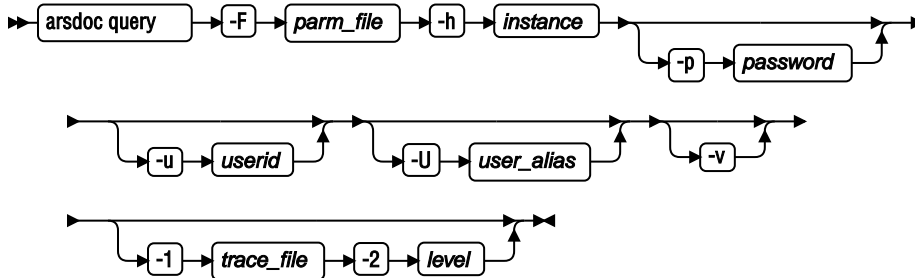 arsdoc query -F parm_file -h instance
-p password
-u userid -U user_alias -v
-1 trace_file -2 level